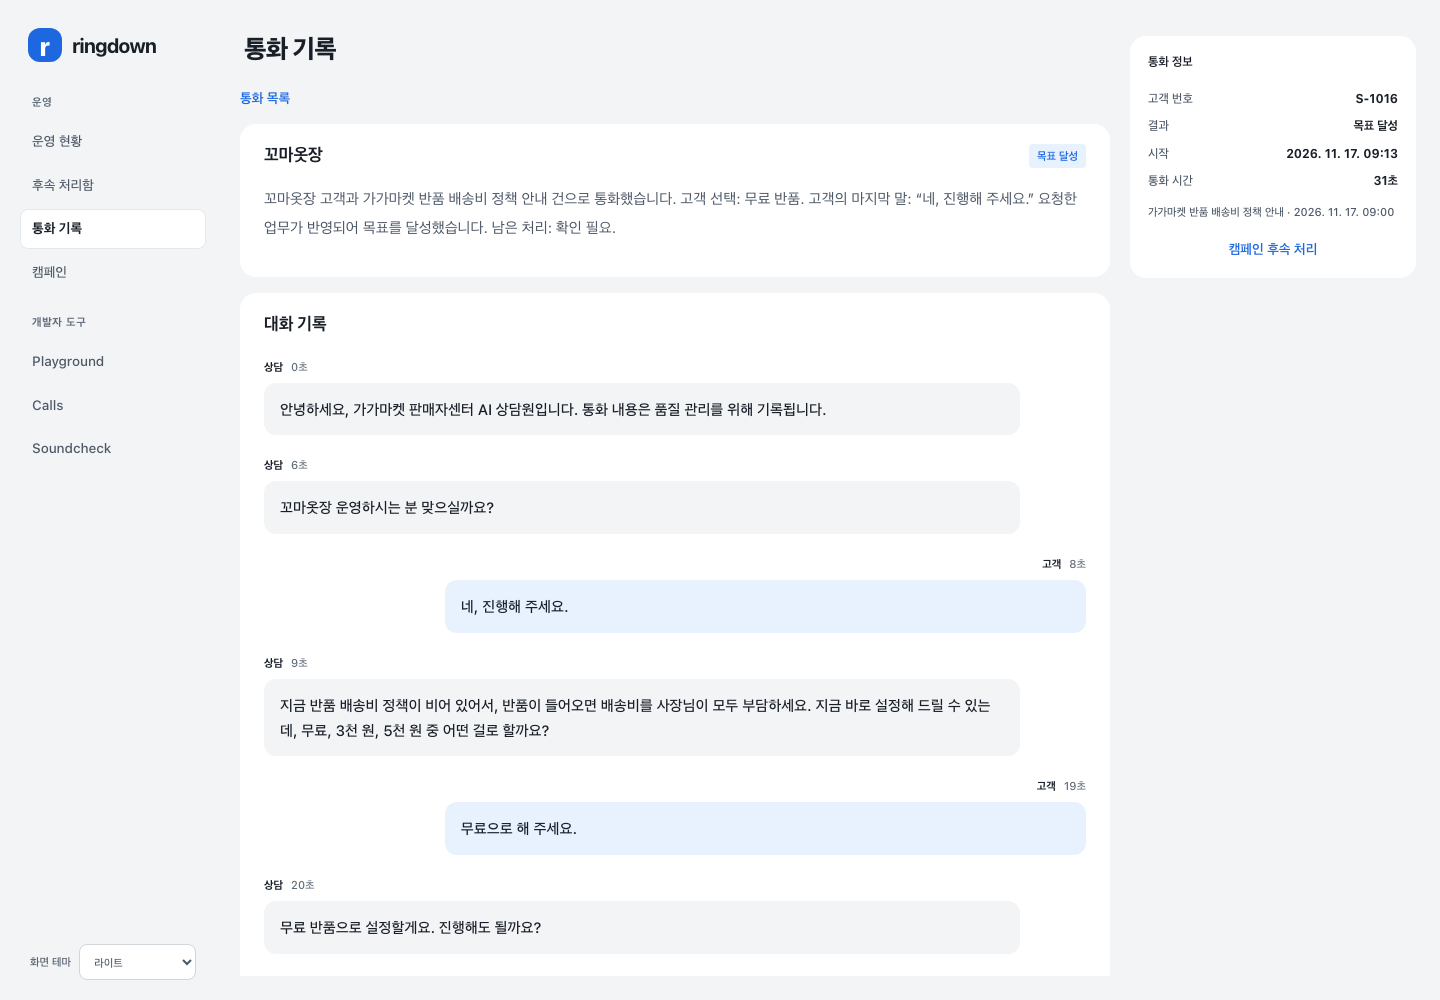 r ringdown
운영
운영 현황
후속 처리함
통화 기록
캠페인
개발자 도구
Playground
Calls
Soundcheck
화면 테마 라이트
통화 기록
통화 목록
꼬마옷장 목표 달성
꼬마옷장 고객과 가가마켓 반품 배송비 정책 안내 건으로 통화했습니다. 고객 선택: 무료 반품. 고객의 마지막 말: “네, 진행해 주세요.” 요청한
업무가 반영되어 목표를 달성했습니다. 남은 처리: 확인 필요.
대화 기록
상담 0초
안녕하세요, 가가마켓 판매자센터 AI 상담원입니다. 통화 내용은 품질 관리를 위해 기록됩니다.
상담 6초
꼬마옷장 운영하시는 분 맞으실까요?
고객 8초
네, 진행해 주세요.
상담 9초
지금 반품 배송비 정책이 비어 있어서, 반품이 들어오면 배송비를 사장님이 모두 부담하세요. 지금 바로 설정해 드릴 수 있는
데, 무료, 3천 원, 5천 원 중 어떤 걸로 할까요?
고객 19초
무료으로 해 주세요.
상담 20초
무료 반품으로 설정할게요. 진행해도 될까요?
통화 정보
고객 번호 S-1016
결과 목표 달성
시작 2026. 11. 17. 09:13
통화 시간 31초
가가마켓 반품 배송비 정책 안내 · 2026. 11. 17. 09:00
캠페인 후속 처리